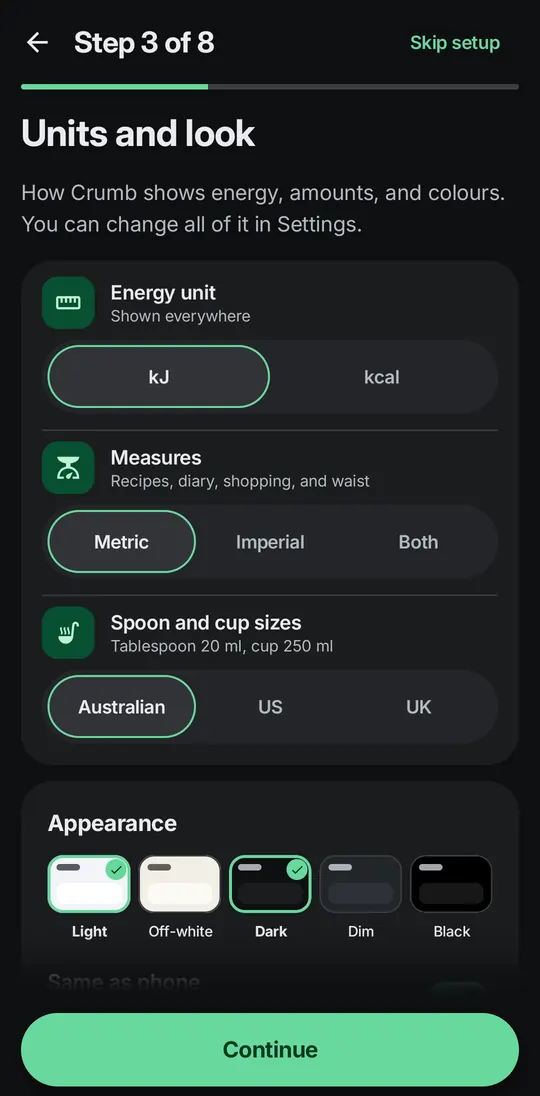 Step 3 of 8
Skip setup
Units and look
How Crumb shows energy, amounts, and colours.
You can change all of it in Settings.
Energy unit
Shown everywhere
kJ
kcal
Measures
Recipes, diary, shopping, and waist
Metric
Imperial
Both
Spoon and cup sizes
Tablespoon 20 ml, cup 250 ml
Australian
US
UK
Appearance
Light
Off-white
Dark
Dim
Black
Same as phone
Continue